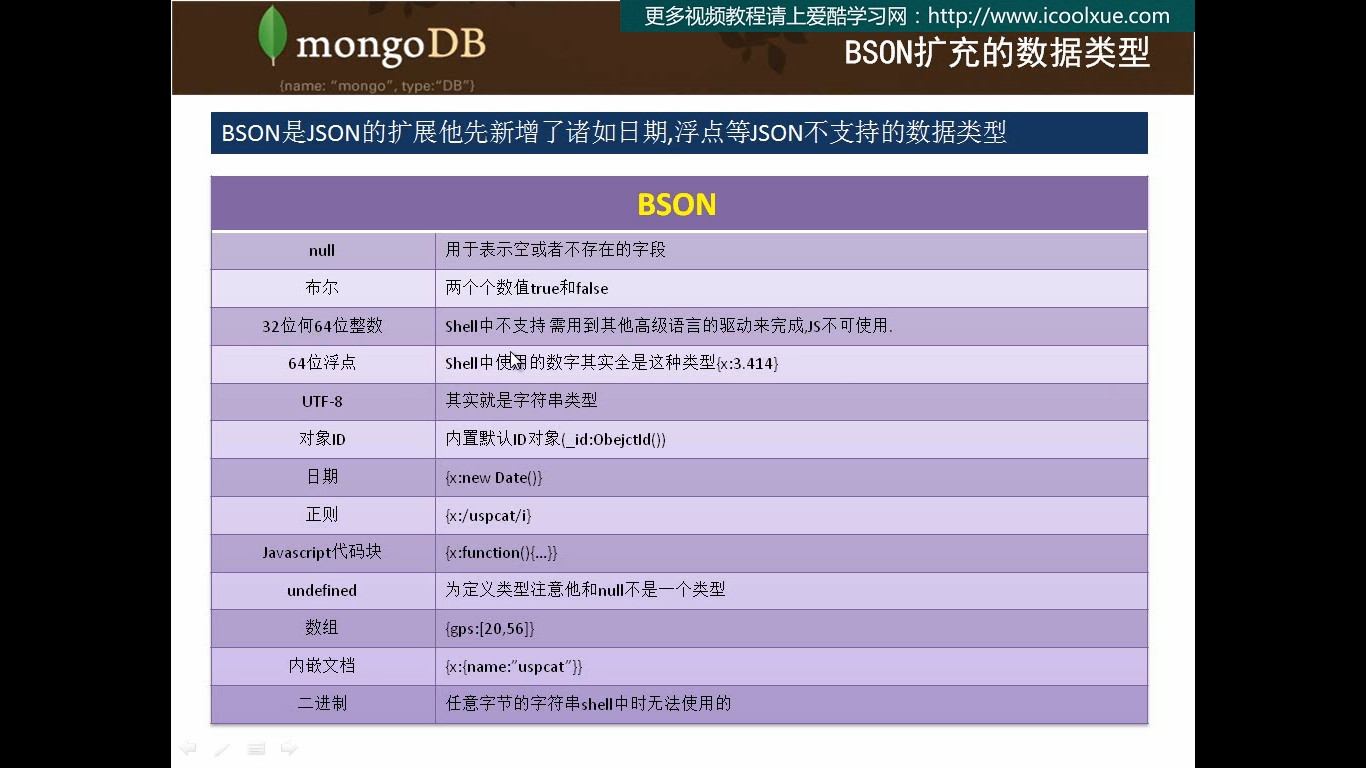 更多视频教程请上爱酷学习网：http://www.icoolxue.com
mongoDB
BSON扩充的数据类型
{name: “mongo”, type:“DB”}
BSON是JSON的扩展他先新增了诸如日期,浮点等JSON不支持的数据类型
BSON
null 用于表示空或者不存在的字段
布尔 两个个数值true和false
32位何64位整数 Shell中不支持需用到其他高级语言的驱动来完成,JS不可使用.
64位浮点 Shell中使用的数字其实全是这种类型{x:3.414}
UTF-8 其实就是字符串类型
对象ID 内置默认ID对象(_id:ObejctId())
日期 {x:new Date()}
正则 {x:/uspcat/i}
Javascript代码块 {x:function(){...}}
undefined 为定义类型注意他和null不是一个类型
数组 {gps:[20,56]}
内嵌文档 {x:{name:”uspcat”}}
二进制 任意字节的字符串shell中时无法使用的